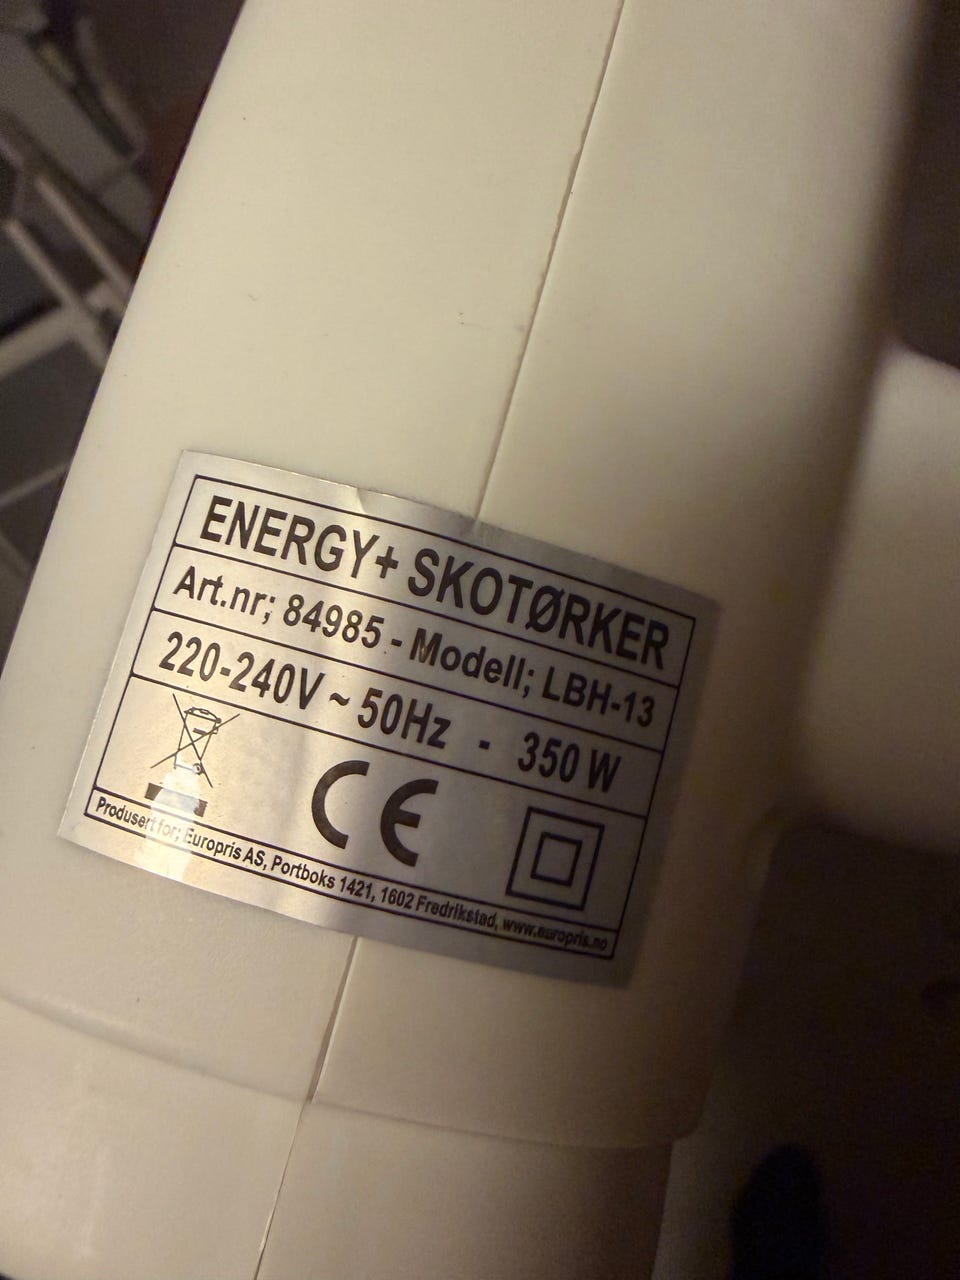 ENERGY+ SKOTØRKER
Art.nr; 84985 - Modell; LBH-13
220-240V ~ 50Hz - 350 W
CE
Produsert for; Europris AS, Portboks 1421, 1602 Fredrikstad, www.europris.no